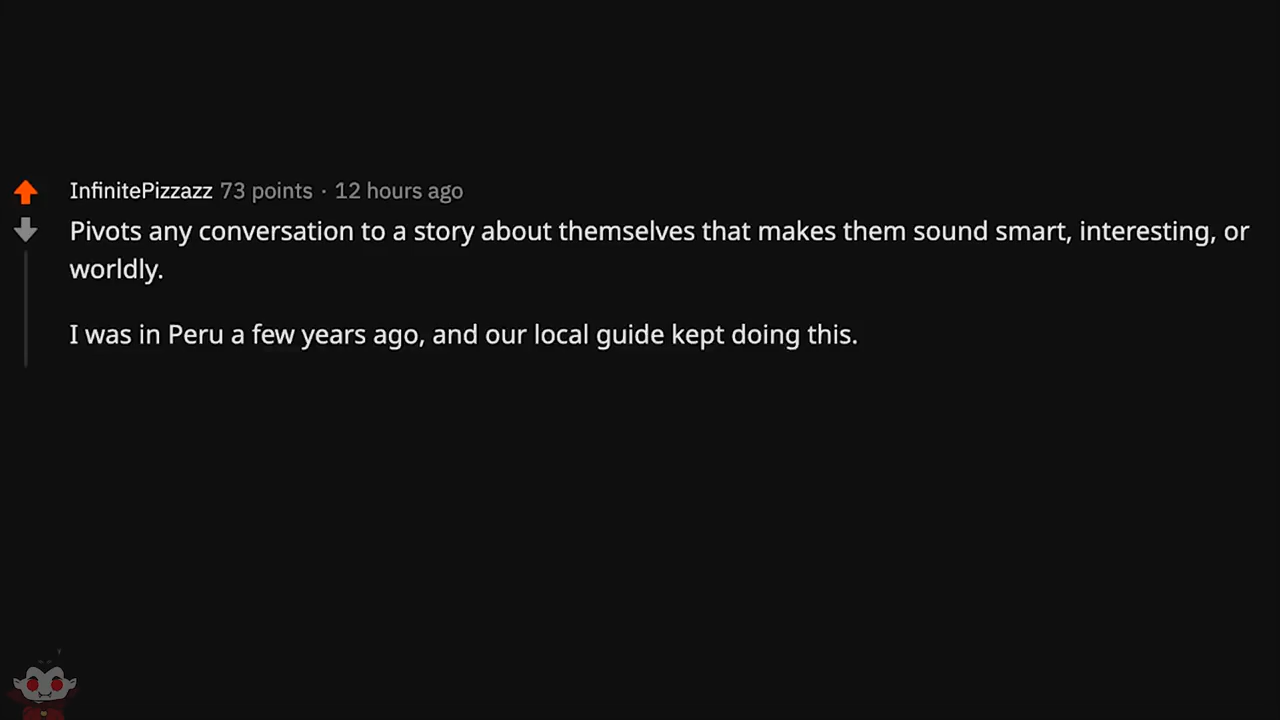 InfinitePizzazz 73 points · 12 hours ago
Pivots any conversation to a story about themselves that makes them sound smart, interesting, or
worldly.
I was in Peru a few years ago, and our local guide kept doing this.